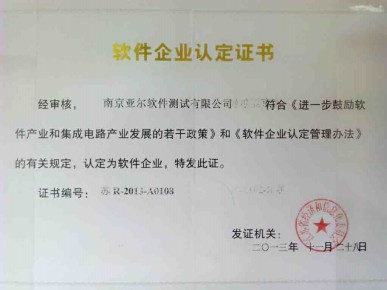 软件企业认定证书
经审核，南京亚尔软件测试有限公司 符合《进一步鼓励软
件产业和集成电路产业发展的若干政策》和《软件企业认定管理办法》
的有关规定，认定为软件企业，特发此证。
证书编号：苏 R-2013-A0108
发证机关：
二〇一三年 十一月 二十八日